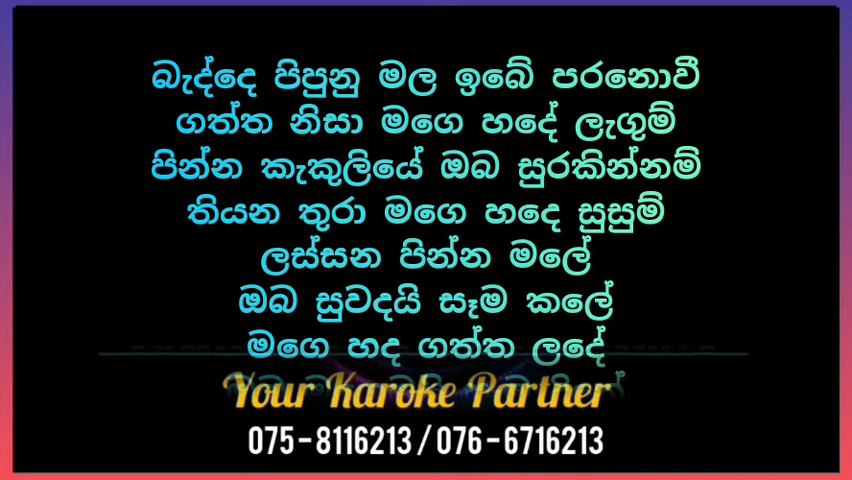 බැද්දෙ පිපුනු මල ඉබේ පරනොවී
ගත්ත නිසා මගෙ හදේ ලැගුම්
පින්න කැකුලියේ ඔබ සුරකින්නම්
තියන තුරා මගෙ හදෙ සුසුම්
ලස්සන පින්න මලේ
ඔබ සුවදයි සෑම කලේ
මගෙ හද ගත්ත ලදේ
Your Karoke Partner
075-8116213 / 076-6716213